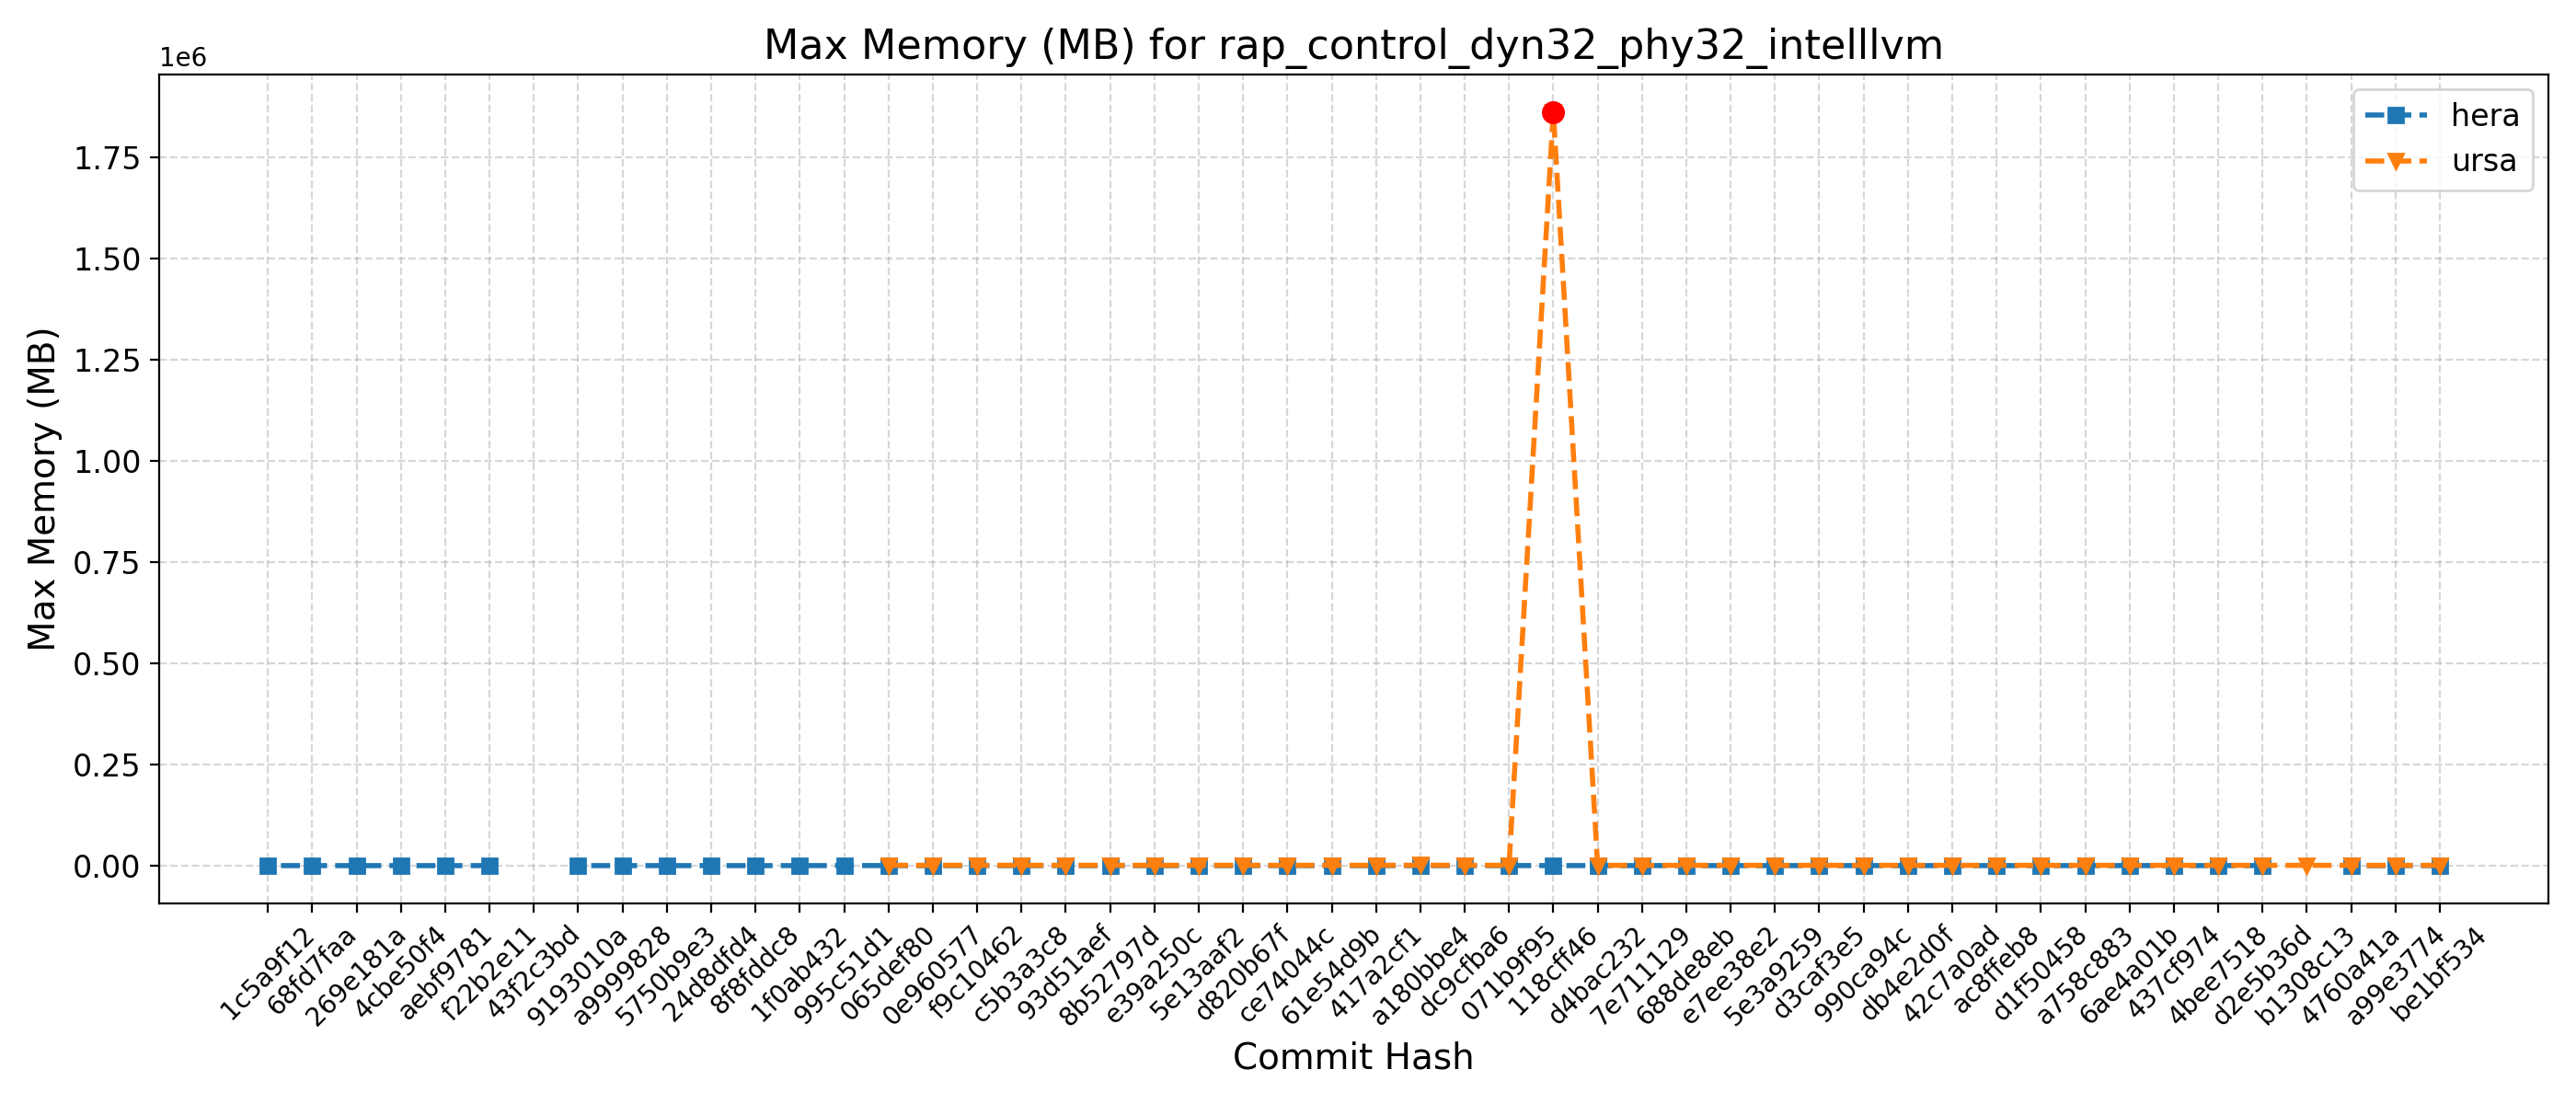 Max Memory (MB) for rap_control_dyn32_phy32_intelllvm
1e6
hera
ursa
1.75
1.50
1.25
1.00
0.75
0.50
0.25
0.00
Max Memory (MB)
1c5a9f12
68fd7faa
269e181a
4cbe50f4
aebf9781
f22b2e11
43f2c3bd
9193010a
a9999828
5750b9e3
24d8dfd4
8f8fddc8
1f0ab432
995c51d1
065def80
0e960577
f9c10462
c5b3a3c8
93d51aef
8b52797d
e39a250c
5e13aaf2
d820b67f
ce74044c
61e54d9b
417a2cf1
a180bbe4
dc9cfba6
071b9f95
118cff46
d4bac232
7e711129
688de8eb
e7ee38e2
5e3a9259
d3caf3e5
990ca94c
db4e2d0f
42c7a0ad
ac8ffeb8
d1f50458
a758c883
6ae4a01b
437cf974
4bee7518
d2e5b36d
b1308c13
4760a41a
a99e3774
be1bf534
Commit Hash